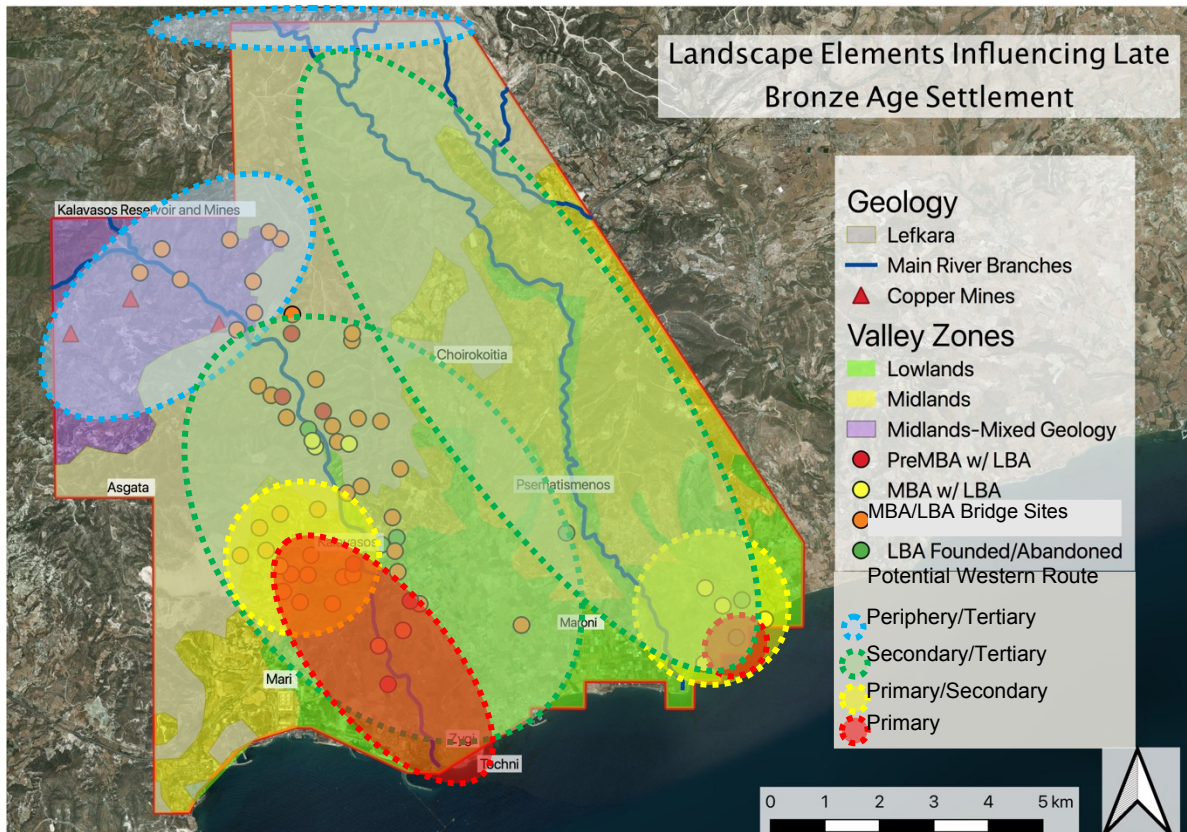 Landscape Elements Influencing Late
Bronze Age Settlement
Kalavasos Reservoir and Mines
Choirokoitia
Asgata
Psematismenos
Kalavasos
Maroni
Mari
Zygi
Tochni
Geology
Lefkara
Main River Branches
Copper Mines
Valley Zones
Lowlands
Midlands
Midlands-Mixed Geology
PreMBA w/ LBA
MBA w/ LBA
MBA/LBA Bridge Sites
LBA Founded/Abandoned
Potential Western Route
Periphery/Tertiary
Secondary/Tertiary
Primary/Secondary
Primary
0 1 2 3 4 5 km